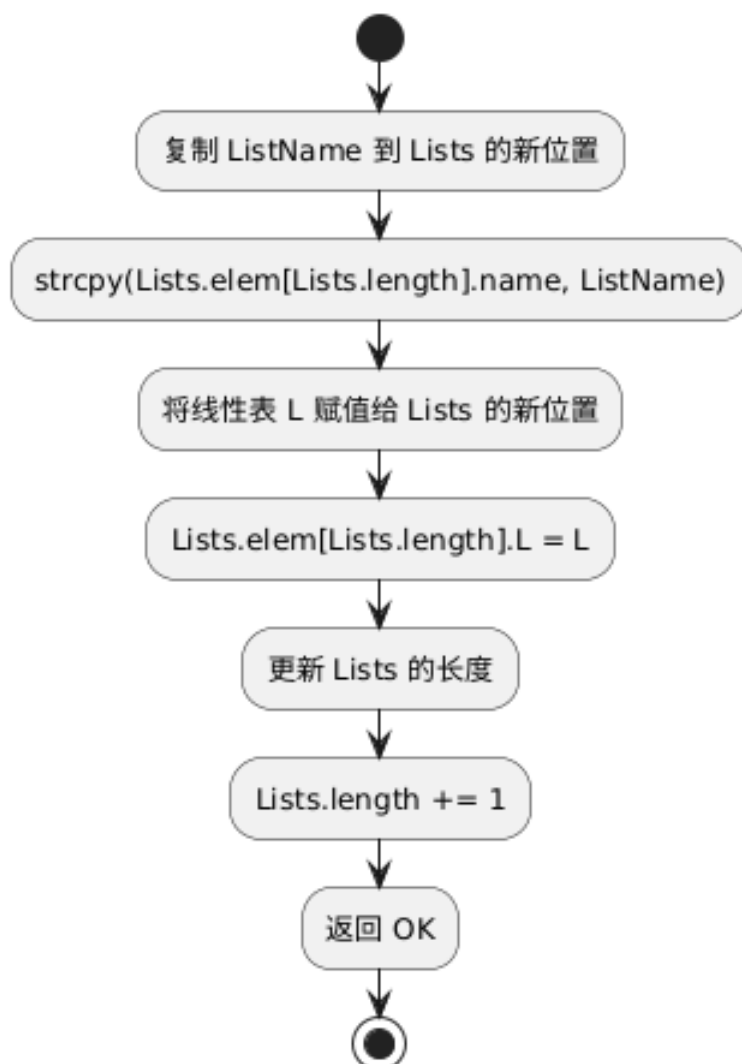 复制 ListName 到 Lists 的新位置
strcpy(Lists.elem[Lists.length].name, ListName)
将线性表 L 赋值给 Lists 的新位置
Lists.elem[Lists.length].L = L
更新 Lists 的长度
Lists.length += 1
返回 OK